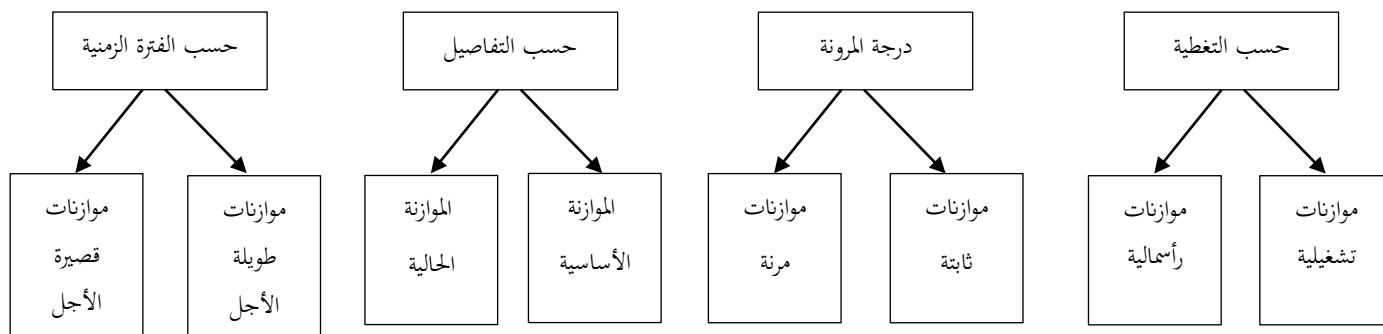 حسب التغطية
درجة المرونة
حسب التفاصيل
حسب الفترة الزمنية
موازنات
تشغيلية
موازنات
رأسمالية
موازنات
ثابتة
موازنات
مرنة
الموازنة
الأساسية
الموازنة
الحالية
موازنات
طويلة
الأجل
موازنات
قصيرة
الأجل